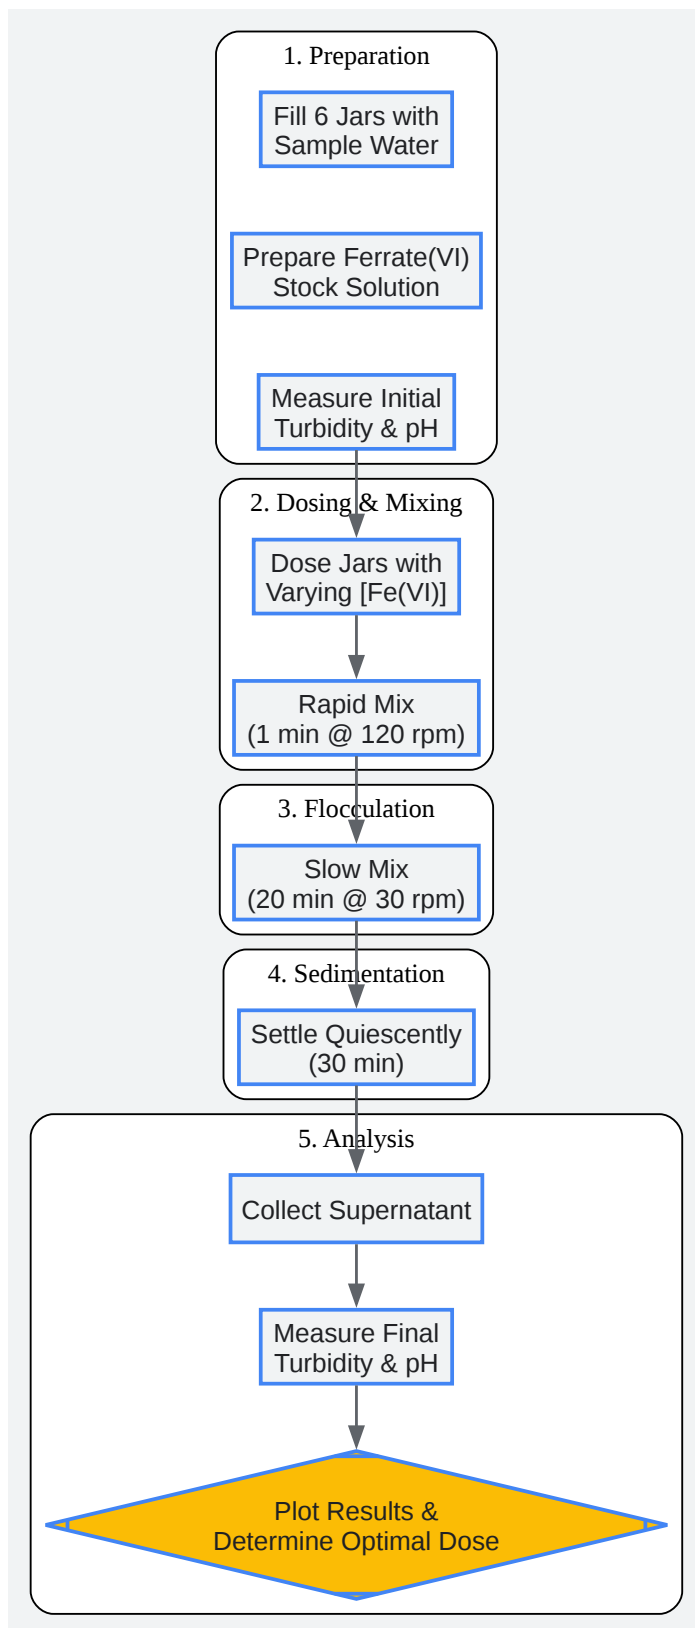 1. Preparation
Fill 6 Jars with
Sample Water
Prepare Ferrate(VI)
Stock Solution
Measure Initial
Turbidity & pH
2. Dosing & Mixing
Dose Jars with
Varying [Fe(VI)]
Rapid Mix
(1 min @ 120 rpm)
3. Flocculation
Slow Mix
(20 min @ 30 rpm)
4. Sedimentation
Settle Quiescently
(30 min)
5. Analysis
Collect Supernatant
Measure Final
Turbidity & pH
Plot Results &
Determine Optimal Dose